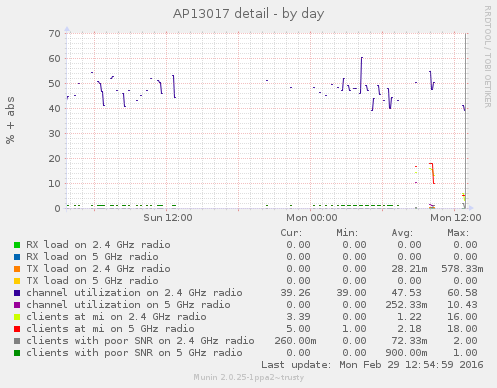 AP13017 detail - by day
RRDTOOL / TOBI OETIKER
% + abs
70
60
50
40
30
20
10
0
Sun 12:00 Mon 00:00 Mon 12:00
Cur: Min: Avg: Max:
RX load on 2.4 GHz radio 0.00 0.00 0.00 0.00
RX load on 5 GHz radio 0.00 0.00 0.00 0.00
TX load on 2.4 GHz radio 0.00 0.00 28.21m 578.33m
TX load on 5 GHz radio 0.00 0.00 0.00 0.00
channel utilization on 2.4 GHz radio 39.26 39.00 47.53 60.58
channel utilization on 5 GHz radio 0.00 0.00 252.33m 10.43
clients at mi on 2.4 GHz radio 3.39 0.00 1.22 16.00
clients at mi on 5 GHz radio 5.00 1.00 2.18 18.00
clients with poor SNR on 2.4 GHz radio 260.00m 0.00 72.33m 2.00
clients with poor SNR on 5 GHz radio 0.00 0.00 900.00m 1.00
Last update: Mon Feb 29 12:54:59 2016
Munin 2.0.25-1ppa2~trusty